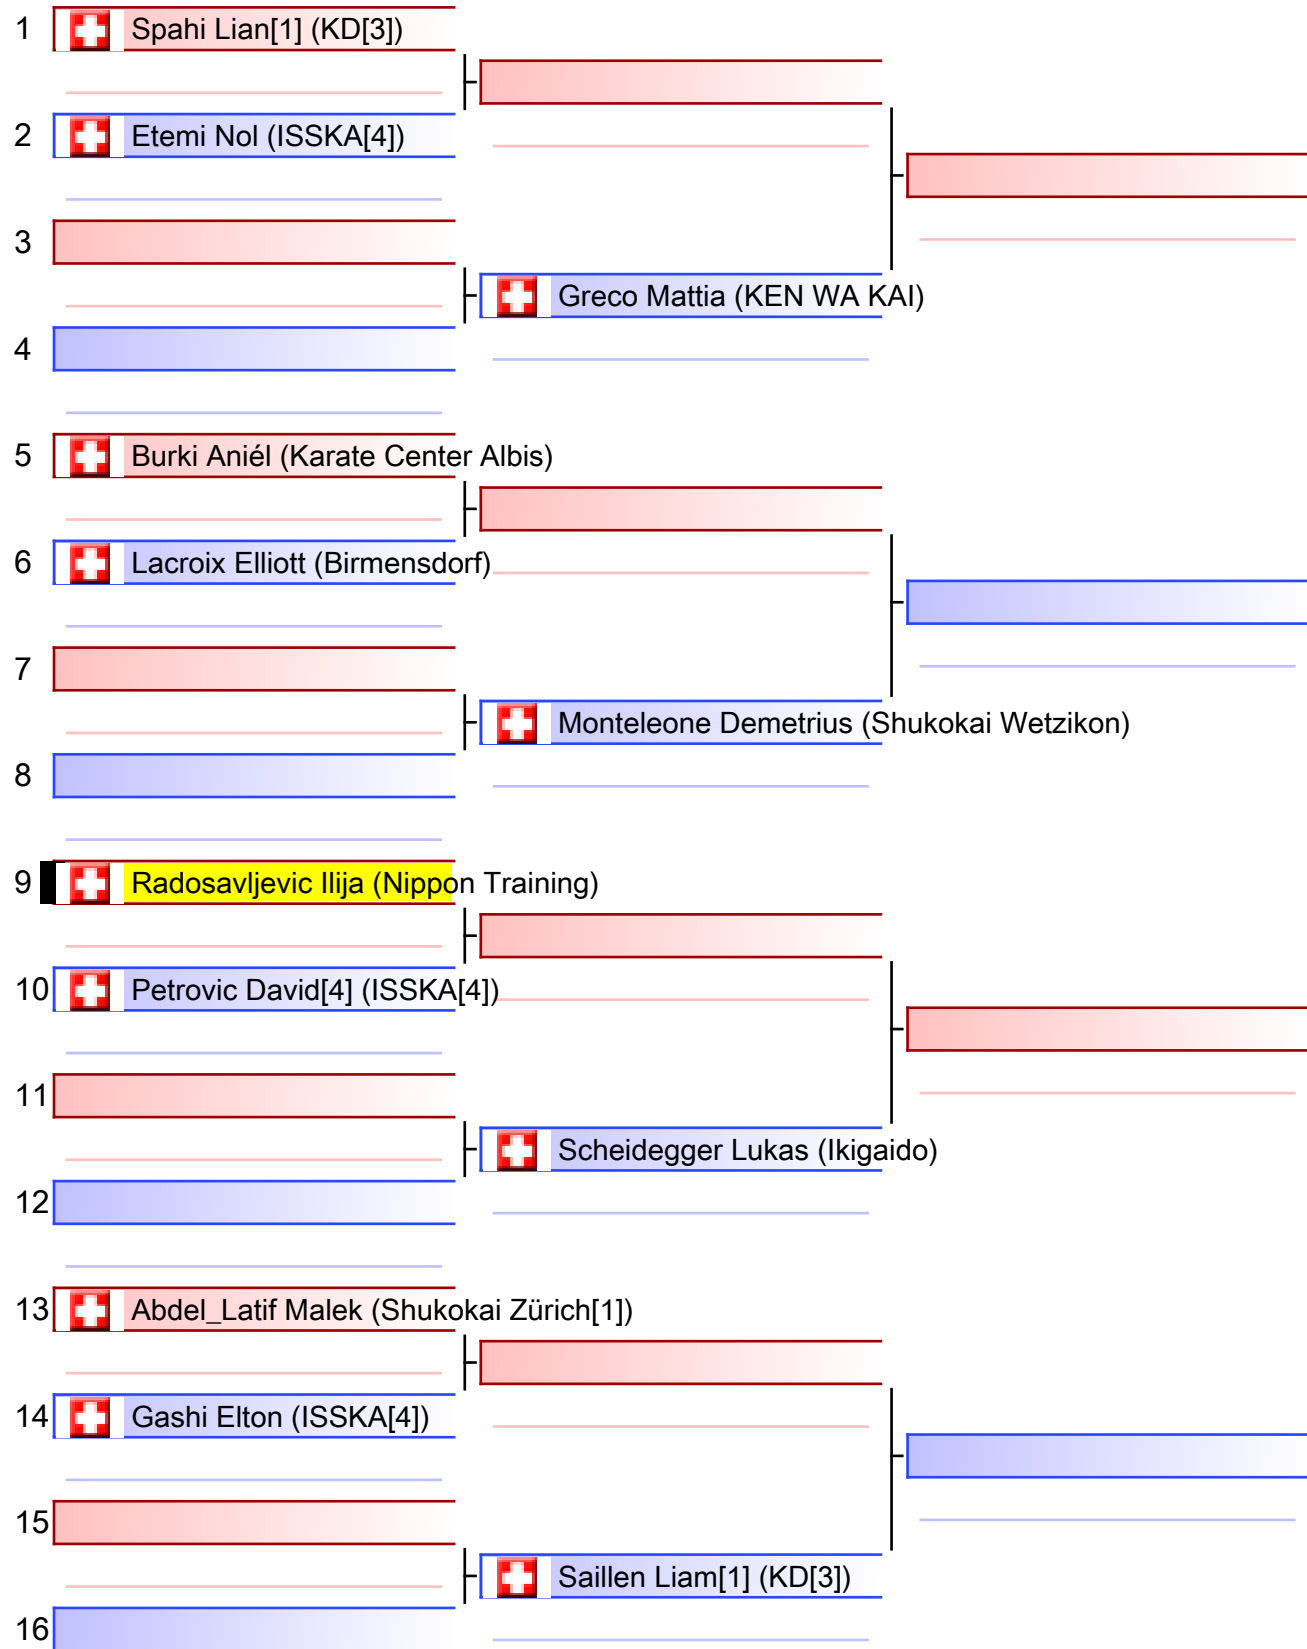 1 Spahi Lian[1] (KD[3])
2 Etemi Nol (ISSKA[4])
3
Greco Mattia (KEN WA KAI)
4
5 Burki Aniél (Karate Center Albis)
6 Lacroix Elliott (Birmensdorf)
7
Monteleone Demetrius (Shukokai Wetzikon)
8
9 Radosavljevic Ilija (Nippon Training)
10 Petrovic David[4] (ISSKA[4])
11
Scheidegger Lukas (Ikigaido)
12
13 Abdel_Latif Malek (Shukokai Zürich[1])
14 Gashi Elton (ISSKA[4])
15
Saillen Liam[1] (KD[3])
16